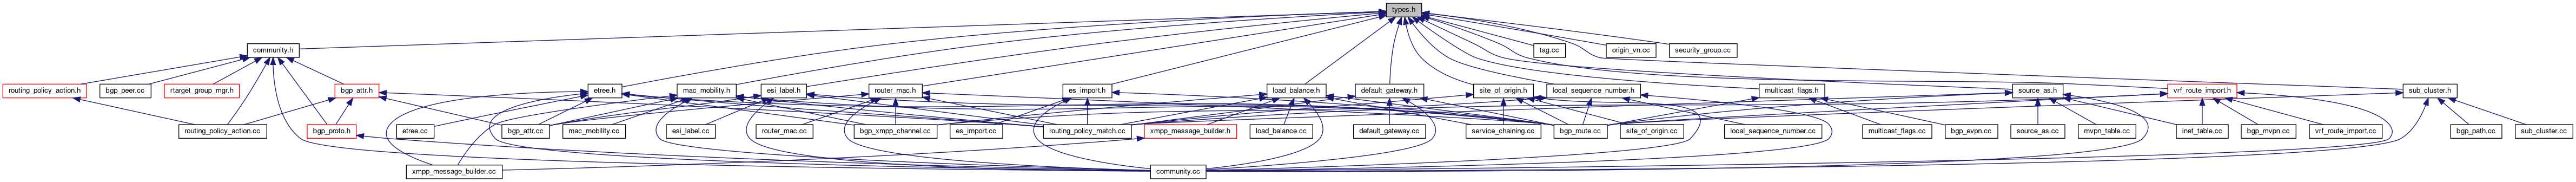 types.h
community.h
tag.cc
origin_vn.cc
security_group.cc
routing_policy_action.h
bgp_peer.cc
rtarget_group_mgr.h
bgp_attr.h
etree.h
mac_mobility.h
esi_label.h
router_mac.h
es_import.h
load_balance.h
default_gateway.h
site_of_origin.h
local_sequence_number.h
multicast_flags.h
source_as.h
vrf_route_import.h
sub_cluster.h
routing_policy_action.cc
bgp_proto.h
etree.cc
bgp_attr.cc
mac_mobility.cc
esi_label.cc
router_mac.cc
bgp_xmpp_channel.cc
es_import.cc
routing_policy_match.cc
xmpp_message_builder.h
load_balance.cc
default_gateway.cc
service_chaining.cc
bgp_route.cc
site_of_origin.cc
local_sequence_number.cc
multicast_flags.cc
bgp_evpn.cc
source_as.cc
mvpn_table.cc
inet_table.cc
bgp_mvpn.cc
vrf_route_import.cc
bgp_path.cc
sub_cluster.cc
xmpp_message_builder.cc
community.cc